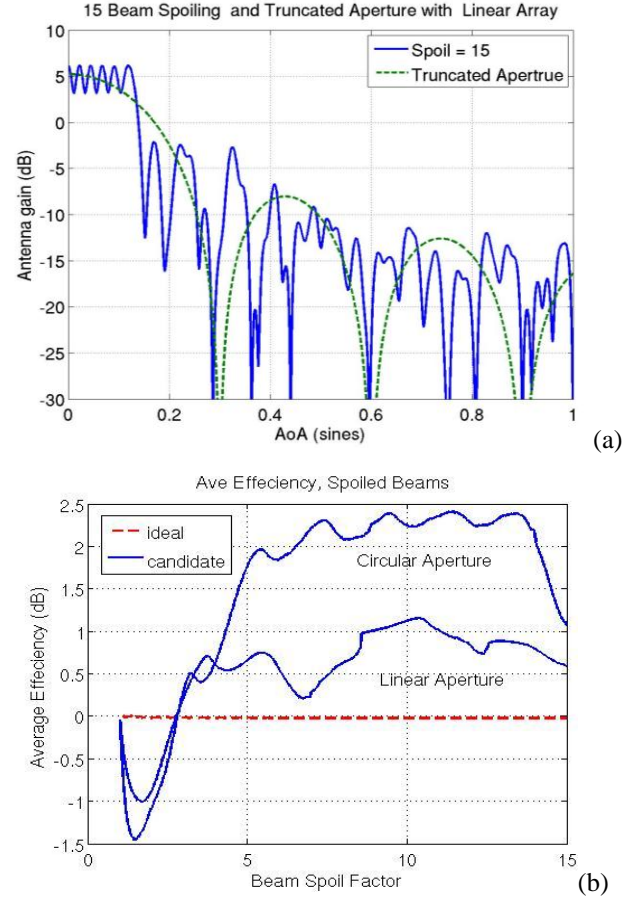 15 Beam Spoiling and Truncated Aperture with Linear Array
Spoil = 15
Truncated Apertrue
Antenna gain (dB)
10
5
0
-5
-10
-15
-20
-25
-30
0
0.2
0.4
0.6
0.8
1
AoA (sines)
(a)
Ave Effeciency, Spoiled Beams
ideal
candidate
Circular Aperture
Linear Aperture
Average Effeciency (dB)
2.5
2
1.5
1
0.5
0
-0.5
-1
-1.5
0
5
10
15
Beam Spoil Factor
(b)